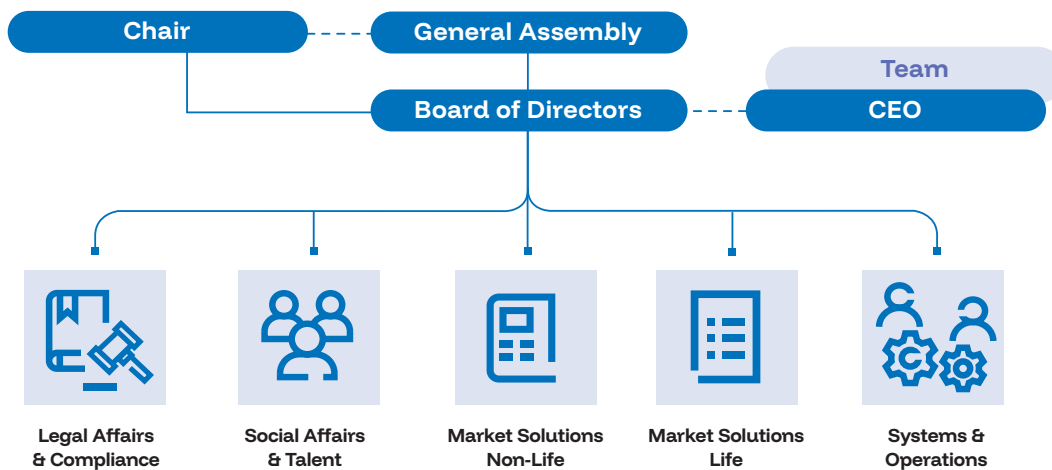 Chair
General Assembly
Team
Board of Directors
CEO
Legal Affairs
& Compliance
Social Affairs
& Talent
Market Solutions
Non-Life
Market Solutions
Life
Systems &
Operations